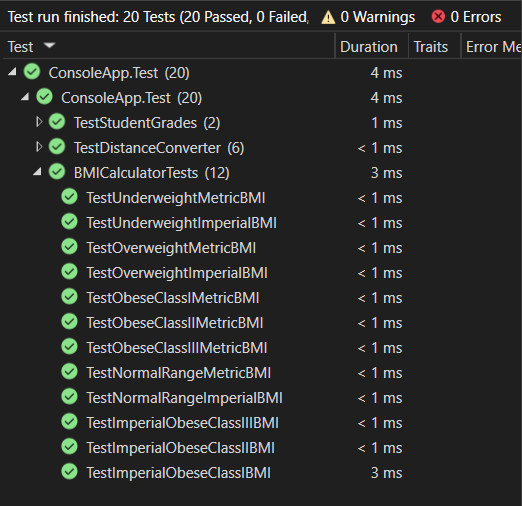 Test run finished: 20 Tests (20 Passed, 0 Failed, 0 Warnings 0 Errors
Test Duration Traits Error Me
ConsoleApp.Test (20) 4 ms
ConsoleApp.Test (20) 4 ms
TestStudentGrades (2) 1 ms
TestDistanceConverter (6) < 1 ms
BMICalculatorTests (12) 3 ms
TestUnderweightMetricBMI < 1 ms
TestUnderweightImperialBMI < 1 ms
TestOverweightMetricBMI < 1 ms
TestOverweightImperialBMI < 1 ms
TestObeseClassIMetricBMI < 1 ms
TestObeseClassIIMetricBMI < 1 ms
TestObeseClassIIIMetricBMI < 1 ms
TestNormalRangeMetricBMI < 1 ms
TestNormalRangeImperialBMI < 1 ms
TestImperialObeseClassIIIBMI < 1 ms
TestImperialObeseClassIIBMI < 1 ms
TestImperialObeseClassIBMI 3 ms